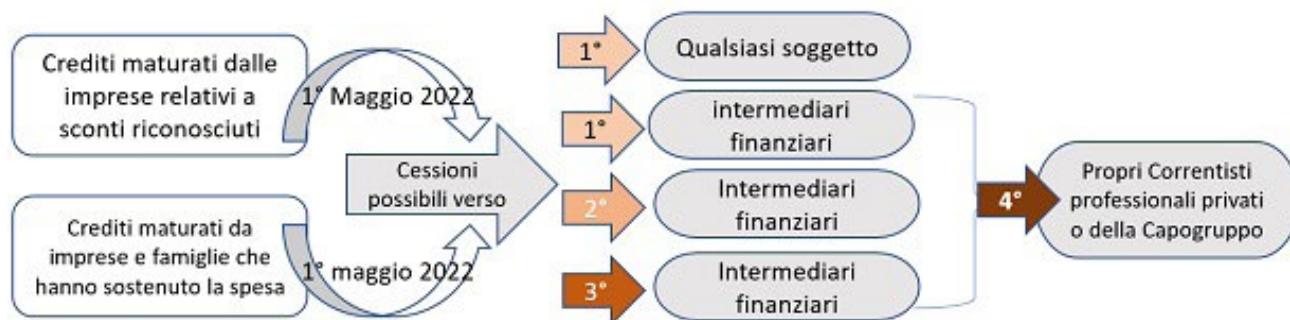 Crediti maturati dalle
imprese relativi a
sconti riconosciuti
1° Maggio 2022
Crediti maturati da
imprese e famiglie che
hanno sostenuto la spesa
1° maggio 2022
Cessioni
possibili verso
1°
Qualsiasi soggetto
1°
intermediari
finanziari
2°
Intermediari
finanziari
3°
Intermediari
finanziari
4°
Propri Correntisti
professionali privati
o della Capogruppo